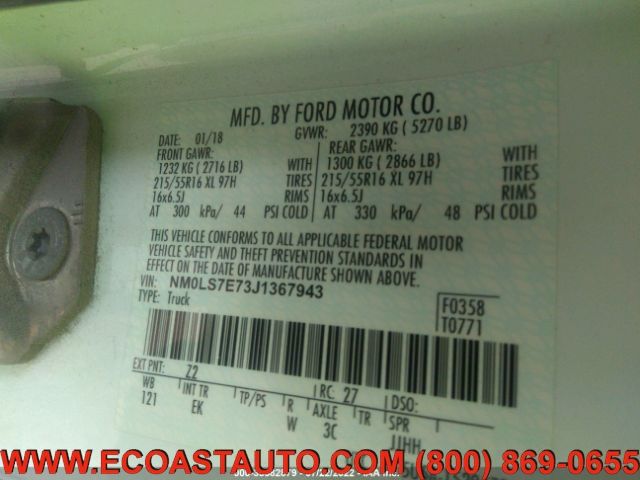 MFD. BY FORD MOTOR CO.
DATE: 01/18 GVWR: 2390 KG ( 5270 LB)
FRONT GAWR: REAR GAWR:
1232 KG ( 2716 LB) WITH 1300 KG ( 2866 LB) WITH
215/55R16 XL 97H TIRES 215/55R16 XL 97H TIRES
16x6.5J RIMS 16x6.5J RIMS
AT 300 kPa/ 44 PSI COLD AT 330 kPa/ 48 PSI COLD
THIS VEHICLE CONFORMS TO ALL APPLICABLE FEDERAL MOTOR
VEHICLE SAFETY AND THEFT PREVENTION STANDARDS IN
EFFECT ON THE DATE OF MANUFACTURE SHOWN ABOVE.
VIN: NM0LS7E73J1367943
TYPE: Truck
F0358
T0771
EXT PNT: Z2 RC: 27 DSO:
WB INT TR TP/PS R AXLE TR SPR
121 EK W 3C JJHH
WWW.ECOASTAUTO.COM (800) 869-0655